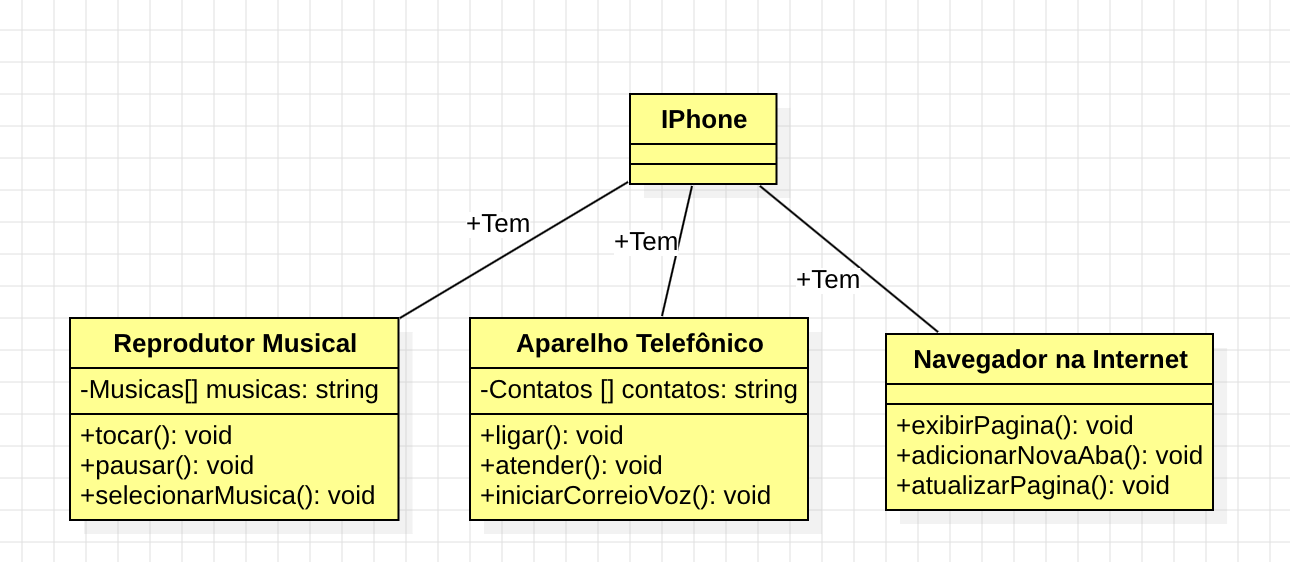 IPhone
+Tem
+Tem
+Tem
Reprodutor Musical
-Musicas[] musicas: string
+tocar(): void
+pausar(): void
+selecionarMusica(): void
Aparelho Telefônico
-Contatos [] contatos: string
+ligar(): void
+atender(): void
+iniciarCorreioVoz(): void
Navegador na Internet
+exibirPagina(): void
+adicionarNovaAba(): void
+atualizarPagina(): void